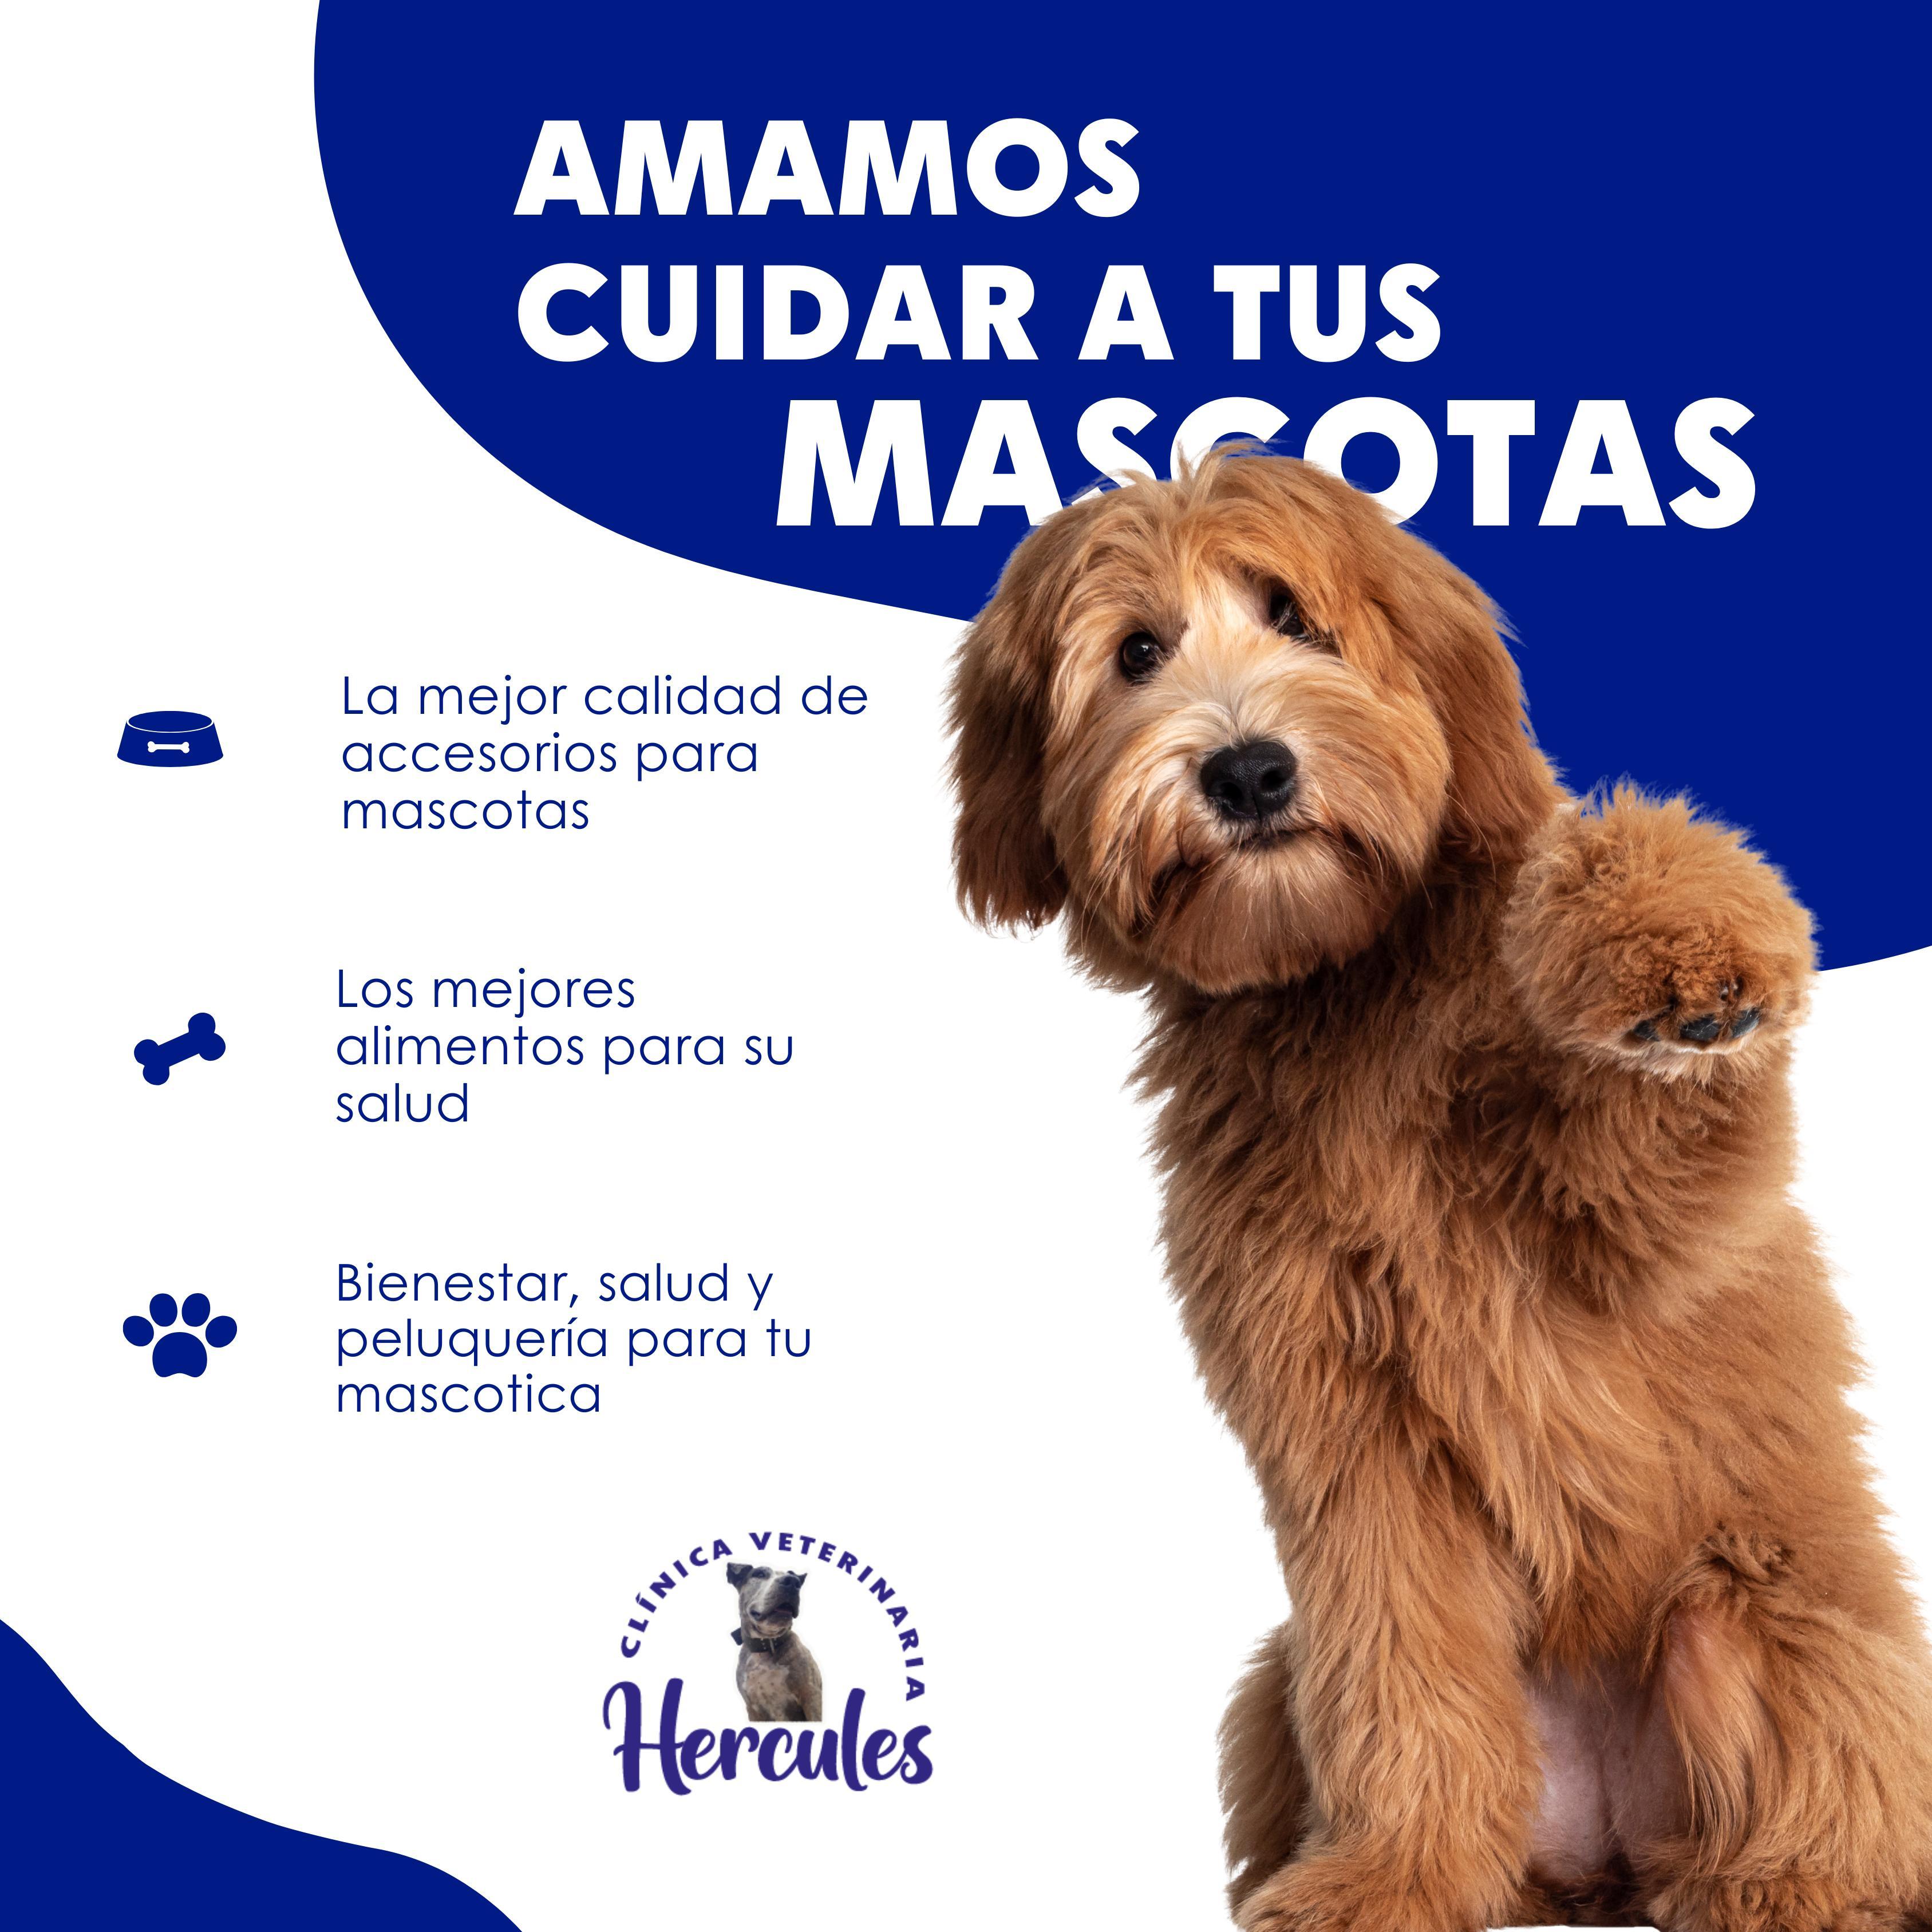 AMAMOS
CUIDAR A TUS
MASCOTAS
La mejor calidad de
accesorios para
mascotas
Los mejores
alimentos para su
salud
Bienestar, salud y
peluquería para tu
mascotica
CLÍNICA VETERINARIA
Hercules